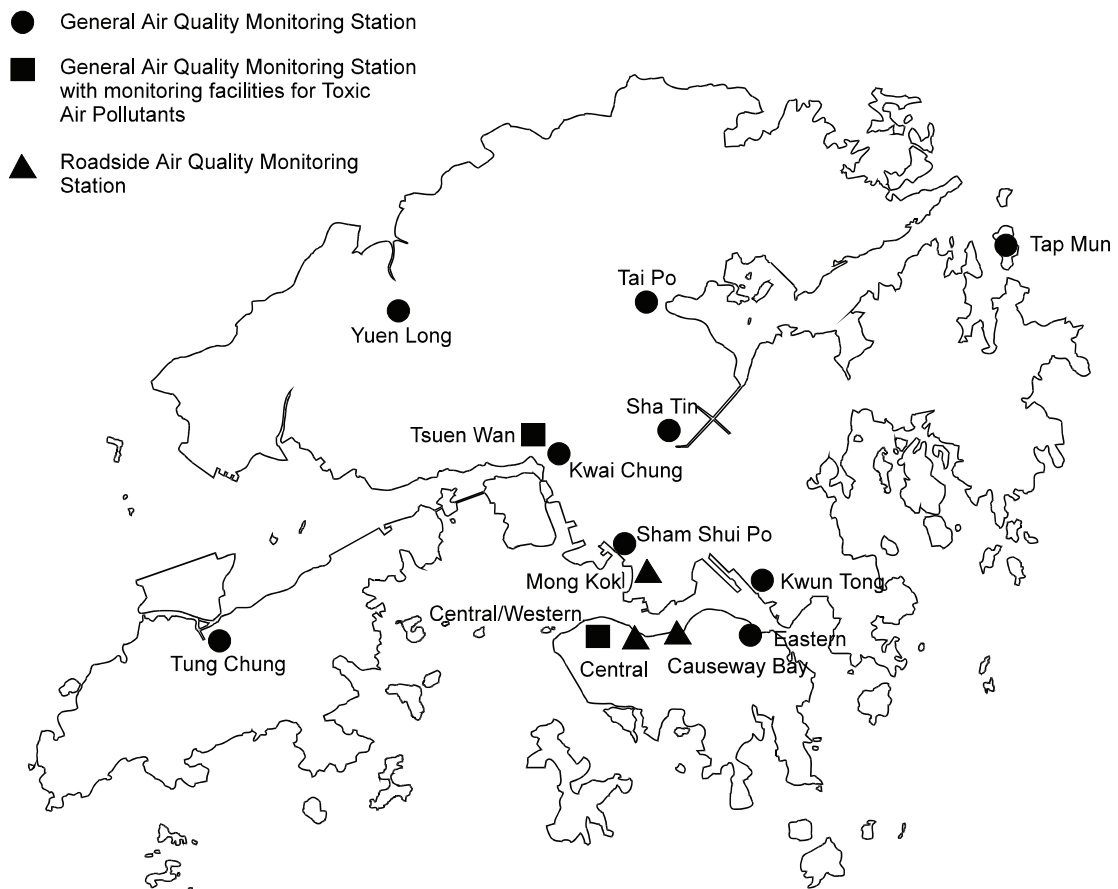 General Air Quality Monitoring Station
General Air Quality Monitoring Station
with monitoring facilities for Toxic
Air Pollutants
Roadside Air Quality Monitoring
Station
Tap Mun
Tai Po
Yuen Long
Sha Tin
Tsuen Wan
Kwai Chung
Sham Shui Po
Mong Kok
Kwun Tong
Central/Western
Eastern
Tung Chung
Central
Causeway Bay